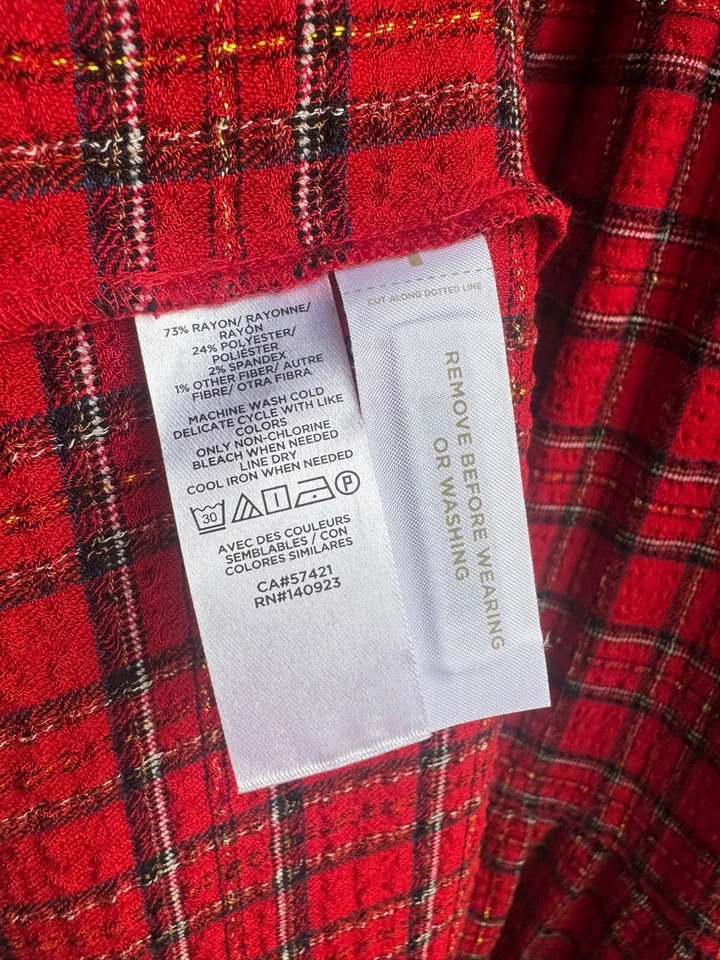 73% RAYON/ RAYONNE/
RAYON
24% POLYESTER/
POLIÉSTER
2% SPANDEX
1% OTHER FIBER/ AUTRE
FIBRE/ OTRA FIBRA
MACHINE WASH COLD
DELICATE CYCLE WITH LIKE
COLORS
ONLY NON-CHLORINE
BLEACH WHEN NEEDED
LINE DRY
COOL IRON WHEN NEEDED
30 P
AVEC DES COULEURS
SEMBLABLES / CON
COLORES SIMILARES
CA#57421
RN#140923
CUT ALONG DOTTED LINE
REMOVE BEFORE WEARING
OR WASHING